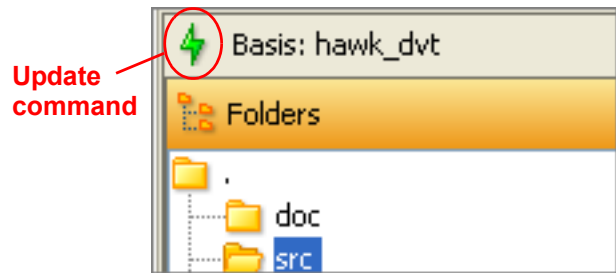 Basis: hawk_dvt
Update
command
Folders
.
doc
src